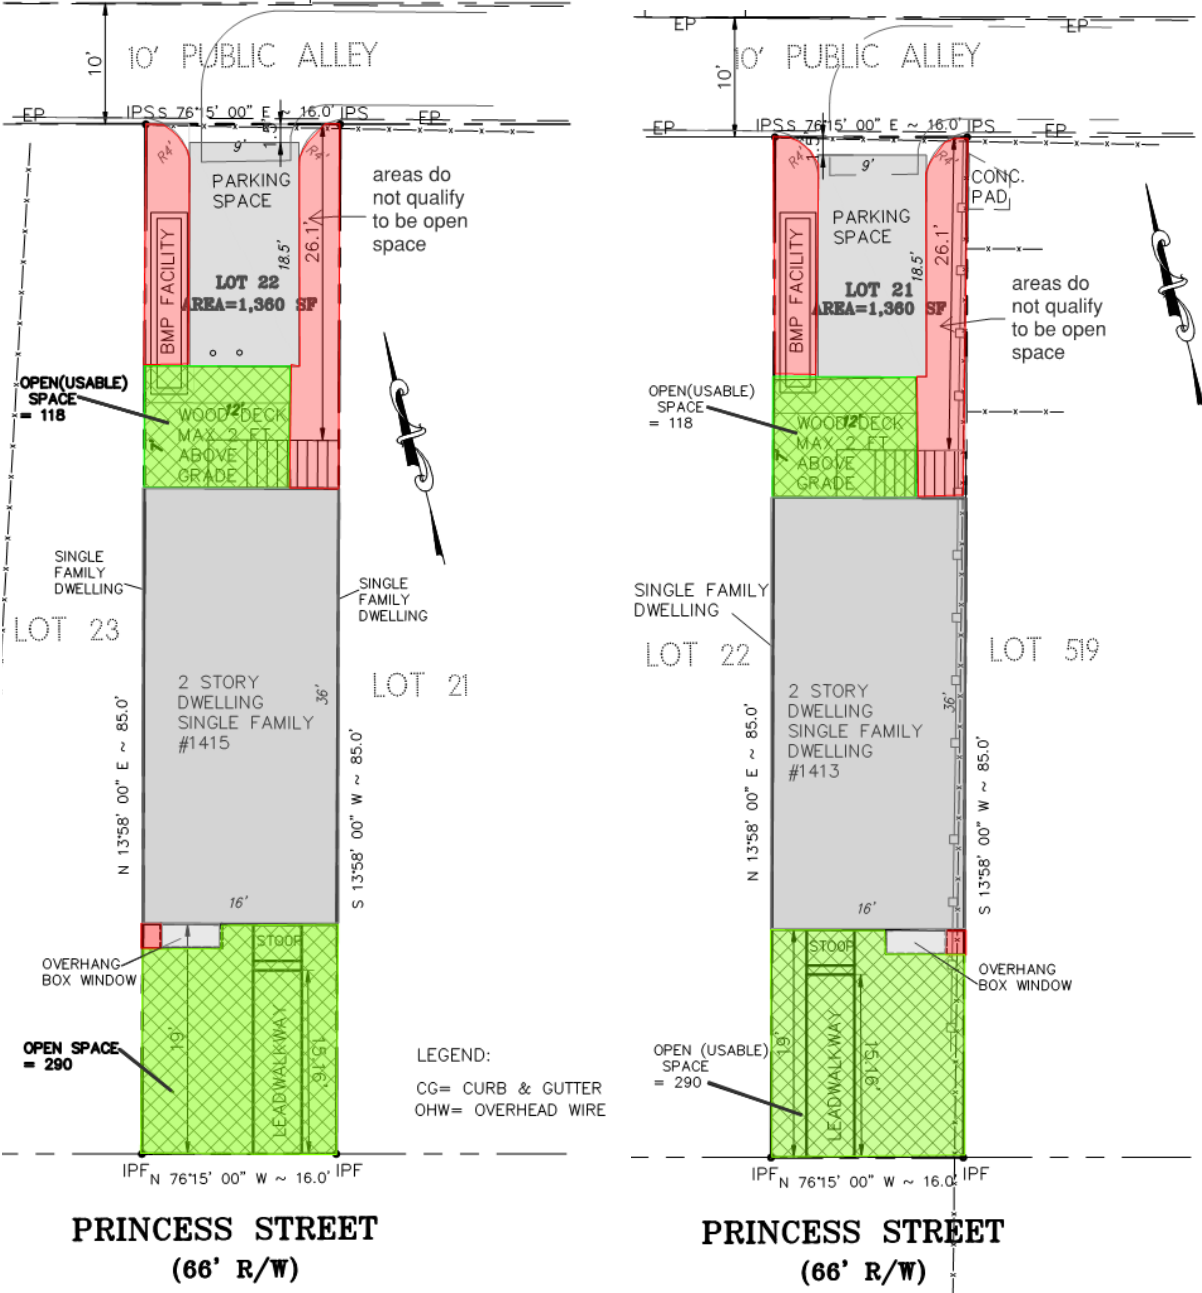 10' PUBLIC ALLEY
10'
EP
IPS
S 76°15' 00" E ~ 16.0'
IPS
EP
1.5'
9'
R4'
R4'
PARKING
SPACE
18.5'
26.1'
areas do
not qualify
to be open
space
BMP FACILITY
LOT 22
AREA=1,360 SF
OPEN(USABLE)
SPACE
= 118
12'
7'
WOOD DECK
MAX 2 FT
ABOVE
GRADE
SINGLE
FAMILY
DWELLING
SINGLE
FAMILY
DWELLING
LOT 23
LOT 21
2 STORY
DWELLING
SINGLE FAMILY
#1415
36'
N 13°58' 00" E ~ 85.0'
S 13°58' 00" W ~ 85.0'
16'
STOOP
OVERHANG
BOX WINDOW
19'
LEADWALKWAY
15.16'
OPEN SPACE
= 290
LEGEND:
CG= CURB & GUTTER
OHW= OVERHEAD WIRE
IPF
N 76°15' 00" W ~ 16.0'
IPF
PRINCESS STREET
(66' R/W)
EP
EP
10' PUBLIC ALLEY
10'
EP
IPS
S 76°15' 00" E ~ 16.0'
IPS
EP
1.5'
9'
R4'
R4'
CONC.
PAD
PARKING
SPACE
18.5'
26.1'
BMP FACILITY
LOT 21
AREA=1,360 SF
areas do
not qualify
to be open
space
OPEN(USABLE)
SPACE
= 118
12'
7'
WOOD DECK
MAX 2 FT
ABOVE
GRADE
SINGLE FAMILY
DWELLING
LOT 22
LOT 519
2 STORY
DWELLING
SINGLE FAMILY
DWELLING
#1413
36'
N 13°58' 00" E ~ 85.0'
S 13°58' 00" W ~ 85.0'
16'
STOOP
OVERHANG
BOX WINDOW
19'
LEADWALKWAY
15.16'
OPEN (USABLE)
SPACE
= 290
IPF
N 76°15' 00" W ~ 16.0'
IPF
PRINCESS STREET
(66' R/W)